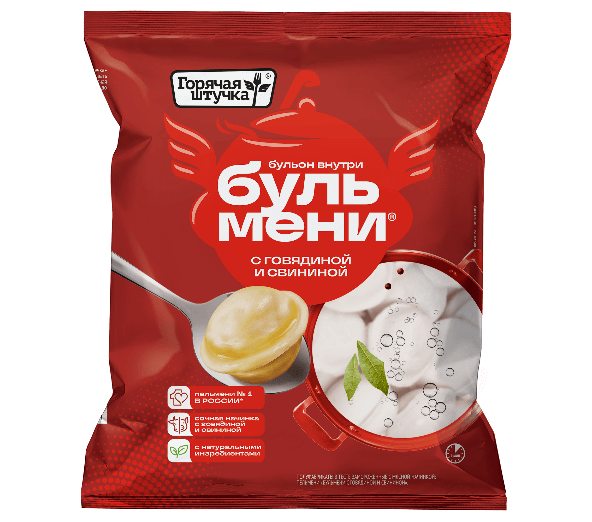 Горячая
штучка®
бульон внутри
буль
мени®
с говядиной
и свининой
пельмени № 1
в России*
сочная начинка
с говядиной
и свининой
с натуральными
ингредиентами